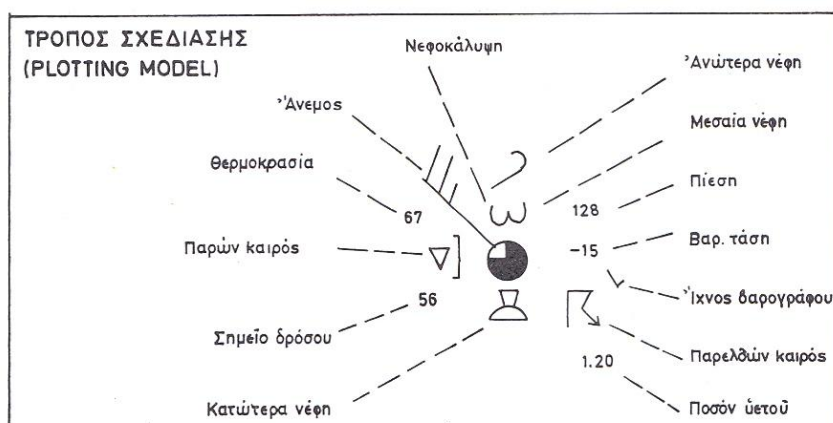 ΤΡΟΠΟΣ ΣΧΕΔΙΑΣΗΣ
(PLOTTING MODEL)
Νεφοκάλυψη
Ἀνώτερα νέφη
Ἄνεμος
Μεσαία νέφη
Θερμοκρασία
Πίεση
67
128
Παρών καιρός
-15
Βαρ. τάση
56
Ἴχνος βαρογράφου
Σημεῖο δρόσου
Παρελθών καιρός
1.20
Κατώτερα νέφη
Ποσόν ὑετοῦ